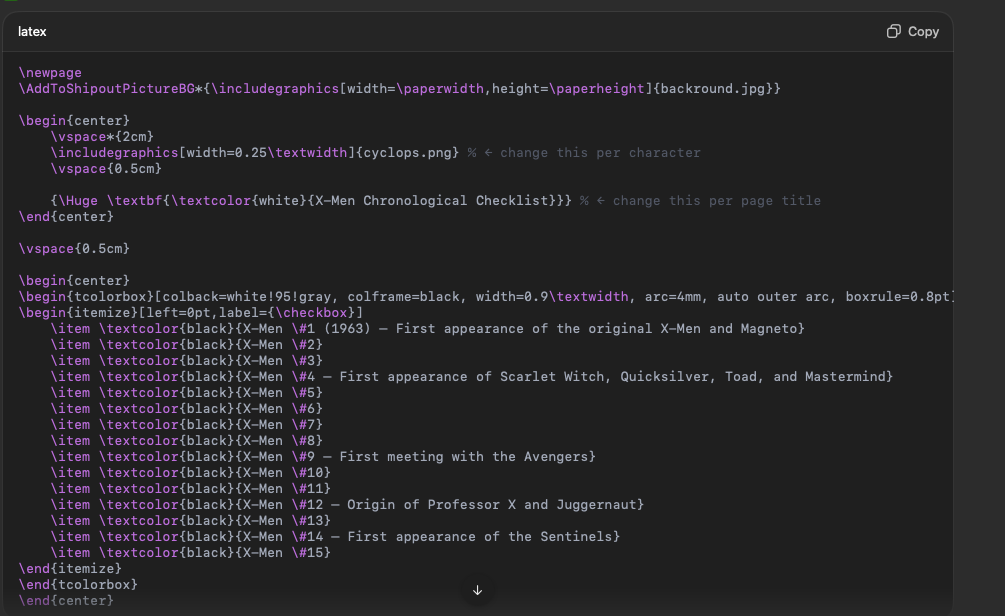 latex
Copy
\newpage
\AddToShipoutPictureBG*{\includegraphics[width=\paperwidth,height=\paperheight]{backround.jpg}}
\begin{center}
\vspace*{2cm}
\includegraphics[width=0.25\textwidth]{cyclops.png} % ← change this per character
\vspace{0.5cm}
{\Huge \textbf{\textcolor{white}{X-Men Chronological Checklist}}} % ← change this per page title
\end{center}
\vspace{0.5cm}
\begin{center}
\begin{tcolorbox}[colback=white!95!gray, colframe=black, width=0.9\textwidth, arc=4mm, auto outer arc, boxrule=0.8pt]
\begin{itemize}[left=0pt,label={\checkbox}]
\item \textcolor{black}{X-Men \#1 (1963) – First appearance of the original X-Men and Magneto}
\item \textcolor{black}{X-Men \#2}
\item \textcolor{black}{X-Men \#3}
\item \textcolor{black}{X-Men \#4 – First appearance of Scarlet Witch, Quicksilver, Toad, and Mastermind}
\item \textcolor{black}{X-Men \#5}
\item \textcolor{black}{X-Men \#6}
\item \textcolor{black}{X-Men \#7}
\item \textcolor{black}{X-Men \#8}
\item \textcolor{black}{X-Men \#9 – First meeting with the Avengers}
\item \textcolor{black}{X-Men \#10}
\item \textcolor{black}{X-Men \#11}
\item \textcolor{black}{X-Men \#12 – Origin of Professor X and Juggernaut}
\item \textcolor{black}{X-Men \#13}
\item \textcolor{black}{X-Men \#14 – First appearance of the Sentinels}
\item \textcolor{black}{X-Men \#15}
\end{itemize}
\end{tcolorbox}
\end{center}